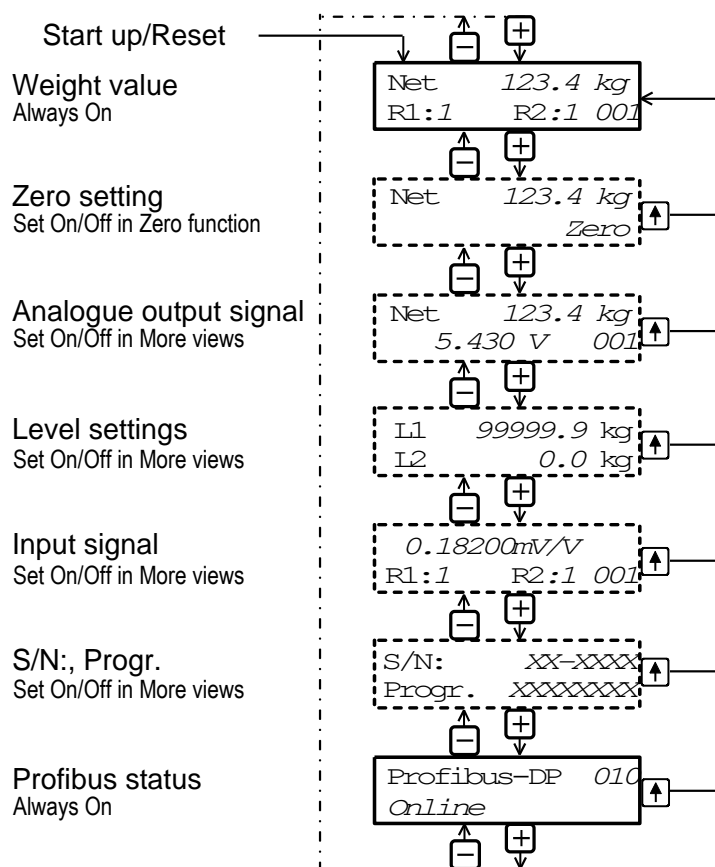 Start up/Reset
Weight value
Always On
Net 123.4 kg
R1:1 R2:1 001
Zero setting
Set On/Off in Zero function
Net 123.4 kg
Zero
Analogue output signal
Set On/Off in More views
Net 123.4 kg
5.430 V 001
Level settings
Set On/Off in More views
L1 99999.9 kg
L2 0.0 kg
Input signal
Set On/Off in More views
0.18200mV/V
R1:1 R2:1 001
S/N:, Progr.
Set On/Off in More views
S/N: XX-XXXX
Progr. XXXXXXXX
Profibus status
Always On
Profibus-DP 010
Online